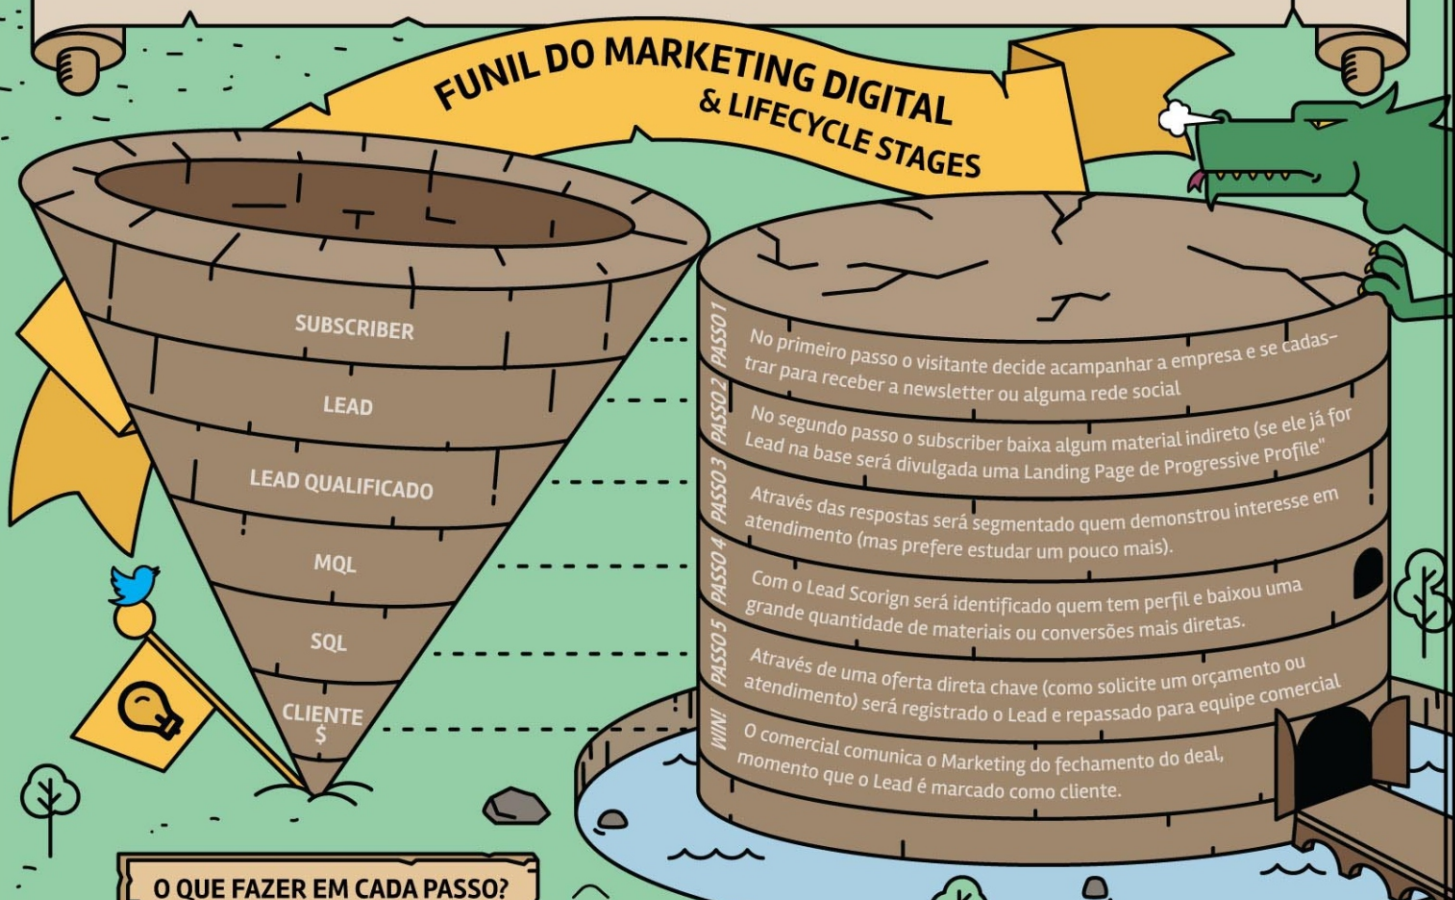 FUNIL DO MARKETING DIGITAL
& LIFECYCLE STAGES
SUBSCRIBER
LEAD
LEAD QUALIFICADO
MQL
SQL
CLIENTE
$
PASSO 1
No primeiro passo o visitante decide acampanhar a empresa e se cadas-
trar para receber a newsletter ou alguma rede social
PASSO 2
No segundo passo o subscriber baixa algum material indireto (se ele já for
Lead na base será divulgada uma Landing Page de Progressive Profile"
PASSO 3
Através das respostas será segmentado quem demonstrou interesse em
atendimento (mas prefere estudar um pouco mais).
PASSO 4
Com o Lead Scorign será identificado quem tem perfil e baixou uma
grande quantidade de materiais ou conversões mais diretas.
PASSO 5
Através de uma oferta direta chave (como solicite um orçamento ou
atendimento) será registrado o Lead e repassado para equipe comercial
WIN!
O comercial comunica o Marketing do fechamento do deal,
momento que o Lead é marcado como cliente.
O QUE FAZER EM CADA PASSO?